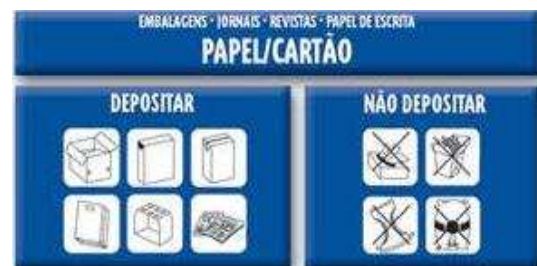 EMBALAGENS · JORNAIS · REVISTAS · PAPEL DE ESCRITA
PAPEL/CARTÃO
DEPOSITAR
NÃO DEPOSITAR